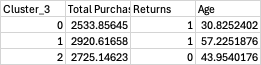 Cluster_3 Total Purchas Returns Age
0 2533.85645 1 30.8252402
1 2920.61658 1 57.2251876
2 2725.14623 0 43.9540176